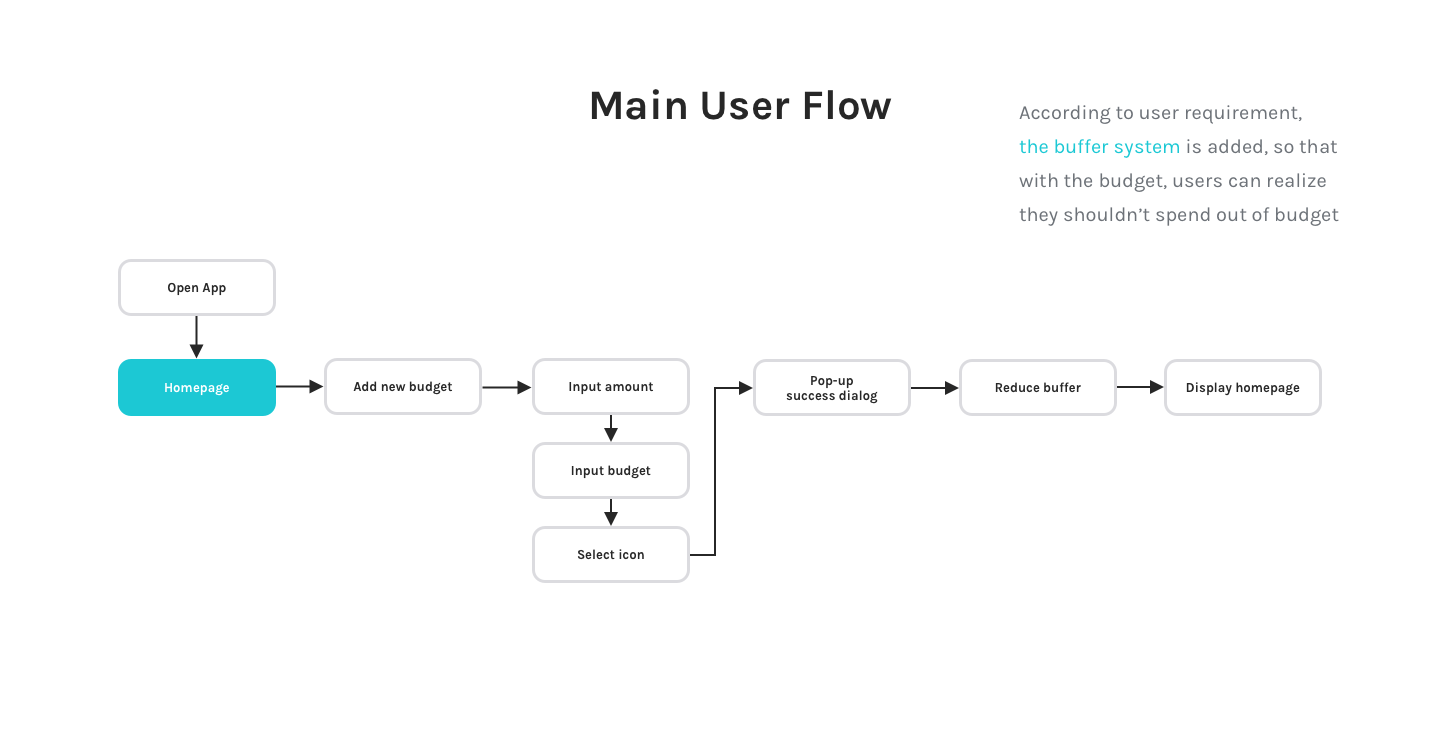 Main User Flow
According to user requirement,
the buffer system is added, so that
with the budget, users can realize
they shouldn’t spend out of budget
Open App
Homepage
Add new budget
Input amount
Input budget
Select icon
Pop-up
success dialog
Reduce buffer
Display homepage